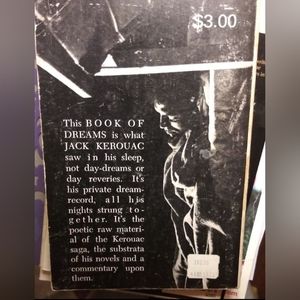 $3.00
This BOOK OF
DREAMS is what
JACK KEROUAC
saw in his sleep,
not day-dreams or
day reveries. It's
his private dream-
record, all his
nights strung to-
gether. It's the
poetic raw materi-
al of the Kerouac
saga, the substrata
of his novels and a
commentary upon
them.